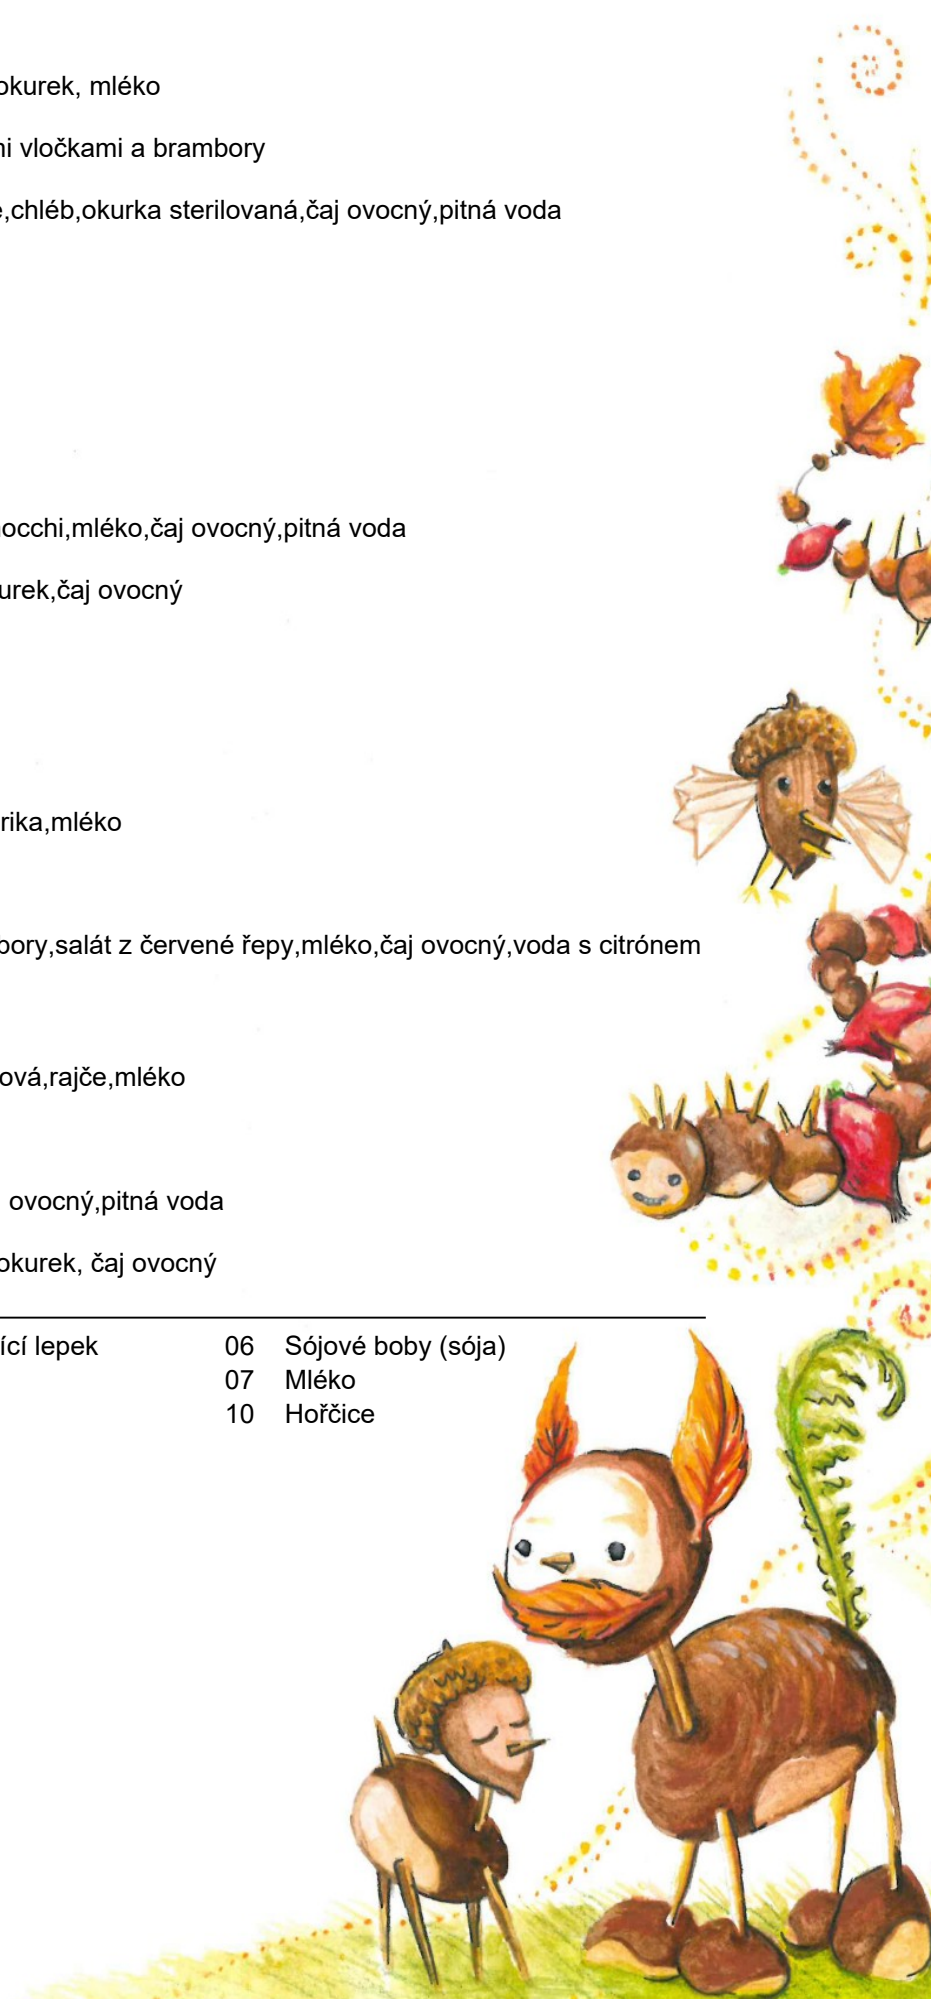 okurek, mléko
mi vločkami a brambory
e,chléb,okurka sterilovaná,čaj ovocný,pitná voda
nocchi,mléko,čaj ovocný,pitná voda
urek,čaj ovocný
rika,mléko
bory,salát z červené řepy,mléko,čaj ovocný,voda s citrónem
ová,rajče,mléko
ovocný,pitná voda
okurek, čaj ovocný
ící lepek 06 Sójové boby (sója)
07 Mléko
10 Hořčice